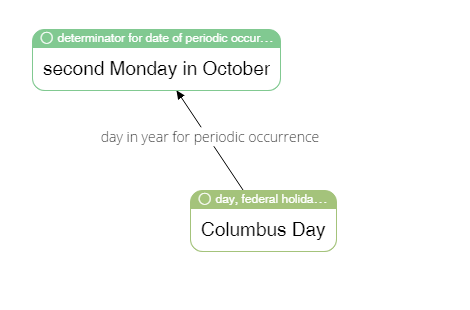 determinator for date of periodic occur...
second Monday in October
day in year for periodic occurrence
day, federal holida...
Columbus Day